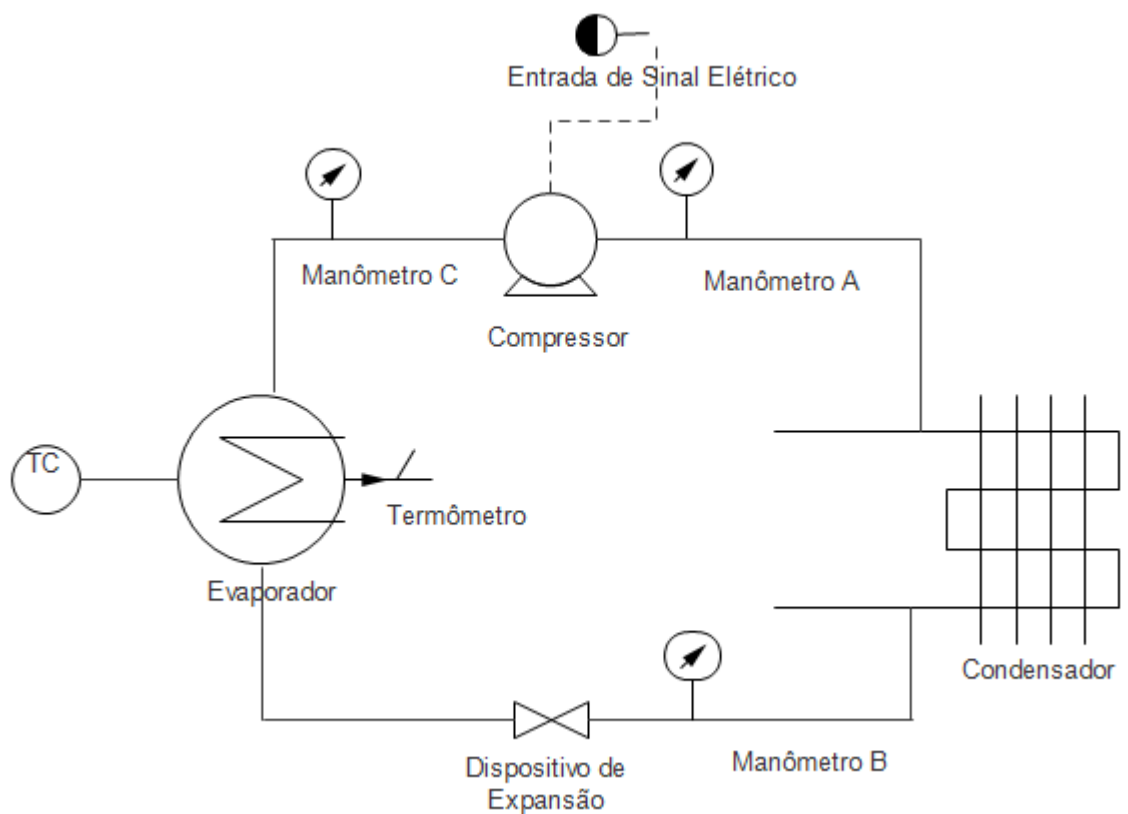 Entrada de Sinal Elétrico
Manômetro C
Manômetro A
Compressor
TC
Termômetro
Evaporador
Condensador
Dispositivo de
Expansão
Manômetro B